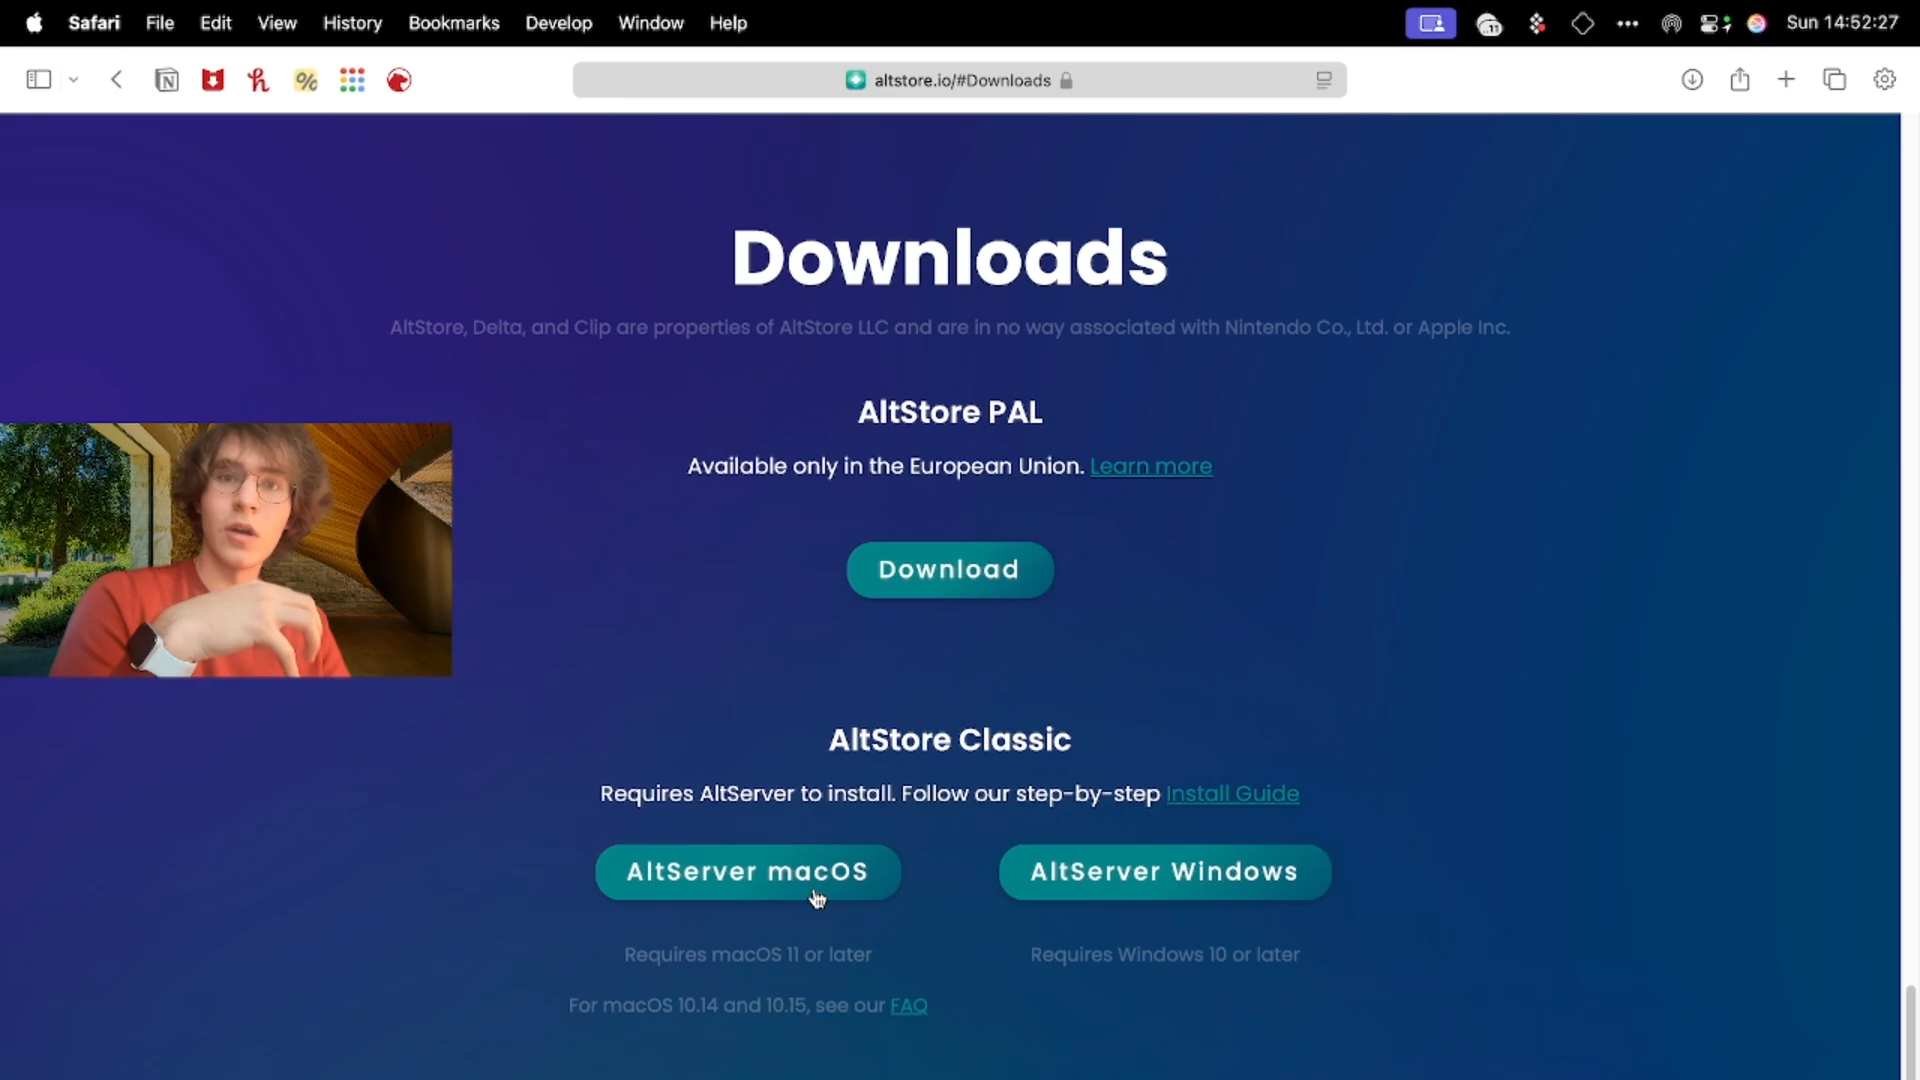 Safari File Edit View History Bookmarks Develop Window Help Sun 14:52:27
altstore.io/#Downloads
Downloads
AltStore, Delta, and Clip are properties of AltStore LLC and are in no way associated with Nintendo Co., Ltd. or Apple Inc.
AltStore PAL
Available only in the European Union. Learn more
Download
AltStore Classic
Requires AltServer to install. Follow our step-by-step Install Guide
AltServer macOS AltServer Windows
Requires macOS 11 or later Requires Windows 10 or later
For macOS 10.14 and 10.15, see our FAQ